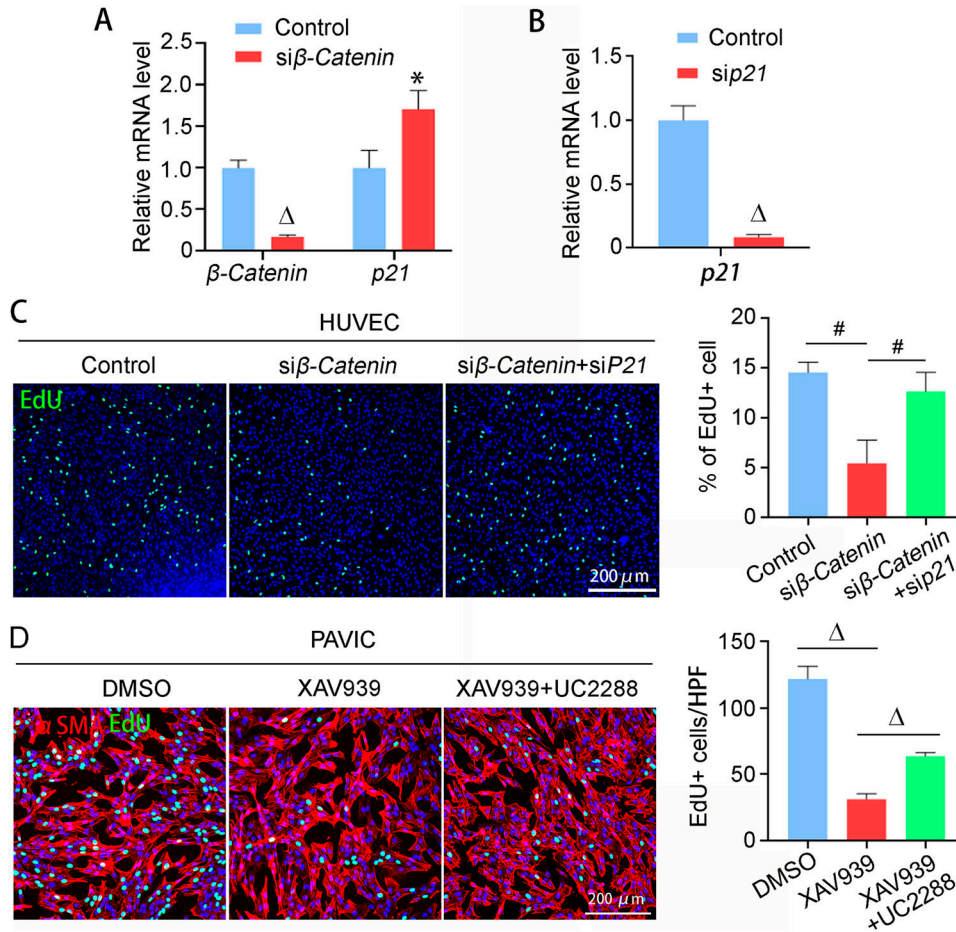 A
Control
siβ-Catenin
Relative mRNA level
2.5
2.0
1.5
1.0
0.5
0
Δ
*
β-Catenin p21
B
Control
sip21
Relative mRNA level
1.5
1.0
0.5
0
Δ
p21
C
HUVEC
Control siβ-Catenin siβ-Catenin+siP21
EdU
200 μm
% of EdU+ cell
20
15
10
5
0
# #
Control
siβ-Catenin
siβ-Catenin
+sip21
D
PAVIC
DMSO XAV939 XAV939+UC2288
α SM EdU
200 μm
EdU+ cells/HPF
150
100
50
0
Δ Δ
DMSO
XAV939
XAV939
+UC2288